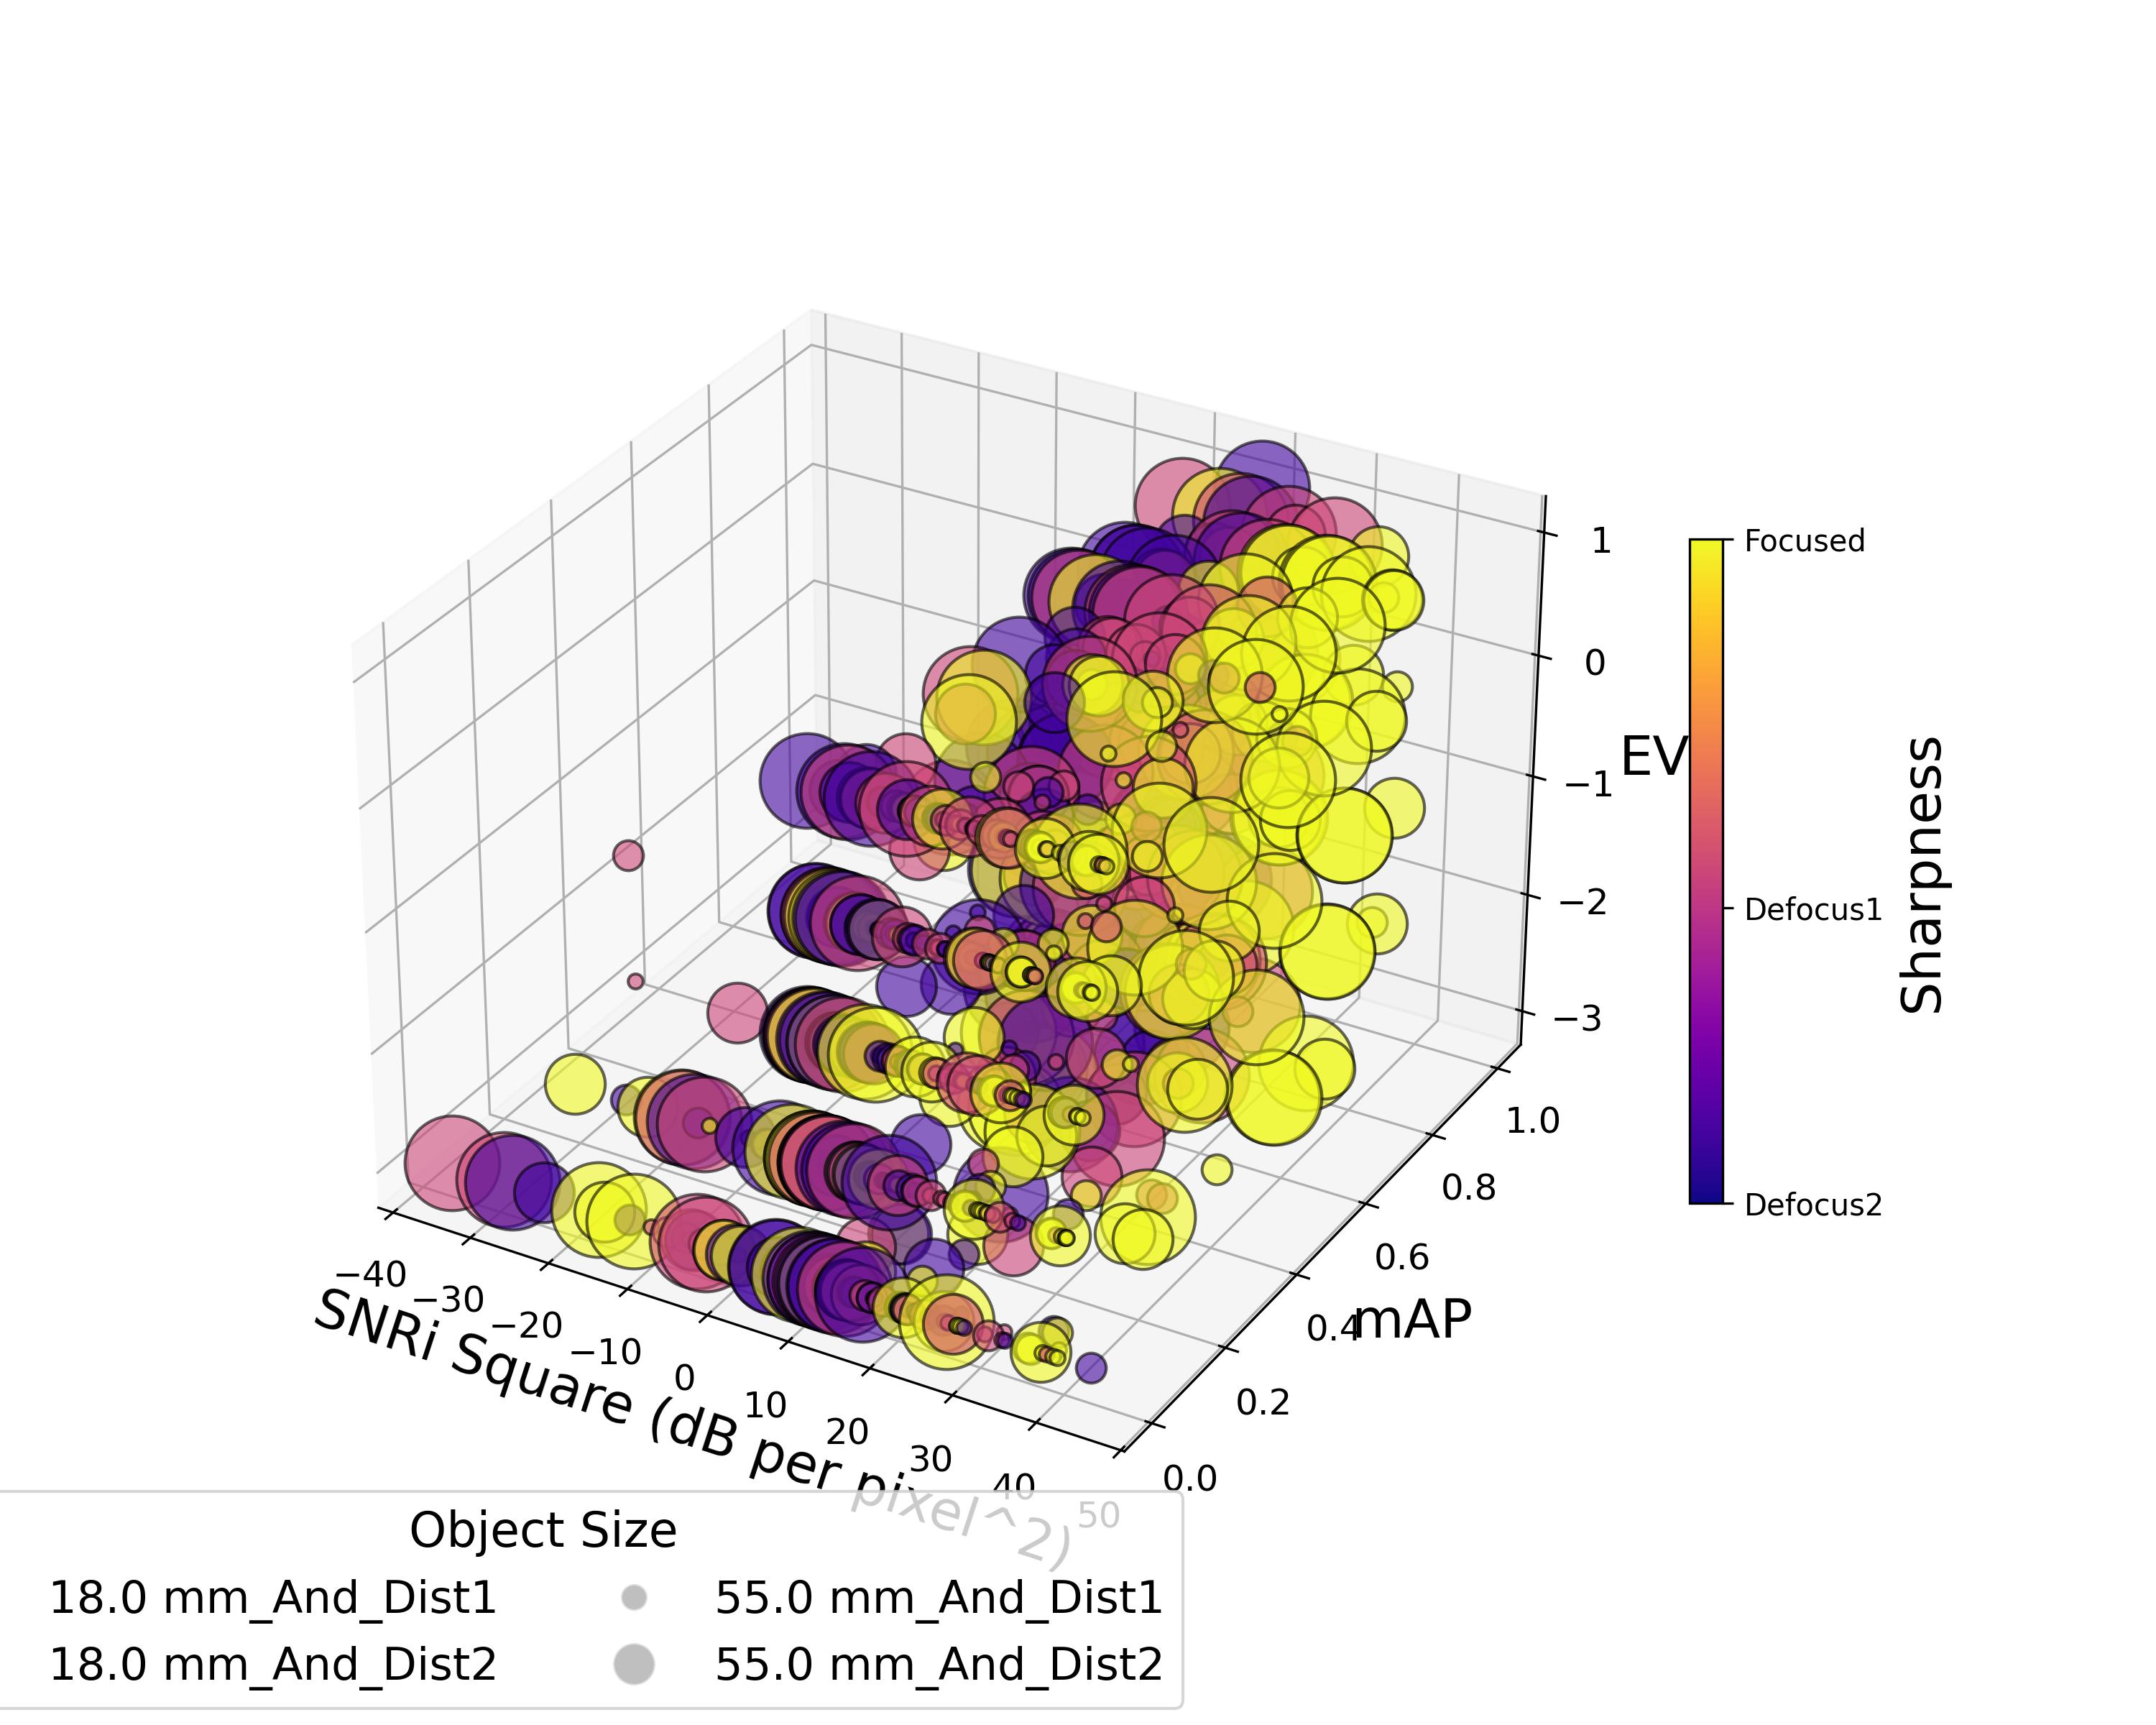 1
0
−1
−2
−3
EV
Focused
Defocus1
Defocus2
Sharpness
−40
−30
−20
−10
0
10
20
30
40
50
SNRi Square (dB per pixel^2)
0.0
0.2
0.4
0.6
0.8
1.0
mAP
Object Size
18.0 mm_And_Dist1
55.0 mm_And_Dist1
18.0 mm_And_Dist2
55.0 mm_And_Dist2